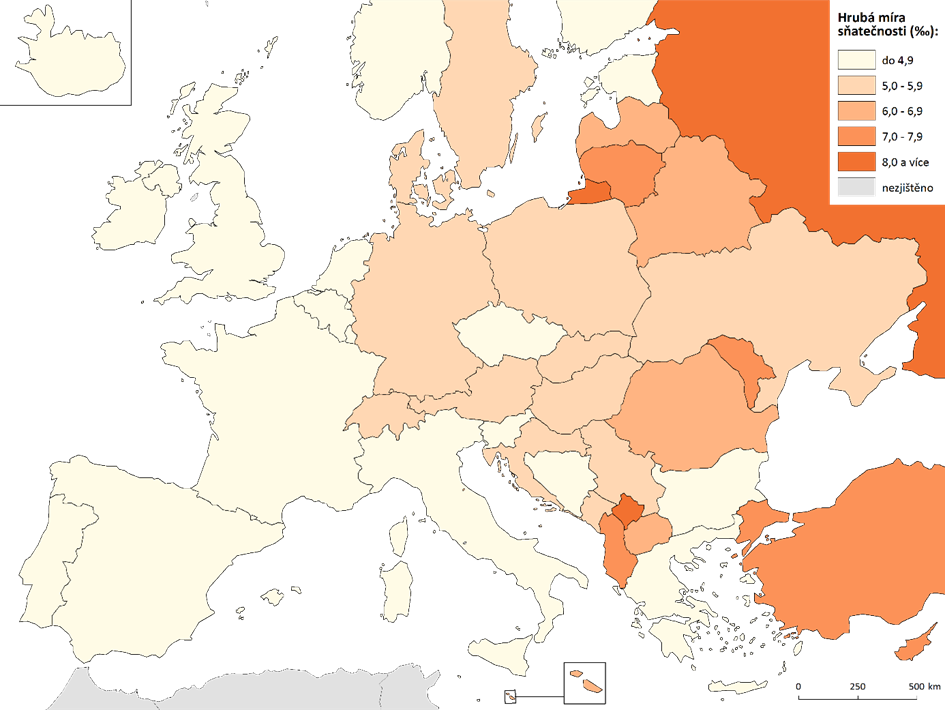 Hrubá míra
sňatečnosti (‰):
do 4,9
5,0 - 5,9
6,0 - 6,9
7,0 - 7,9
8,0 a více
nezjištěno
0 250 500 km